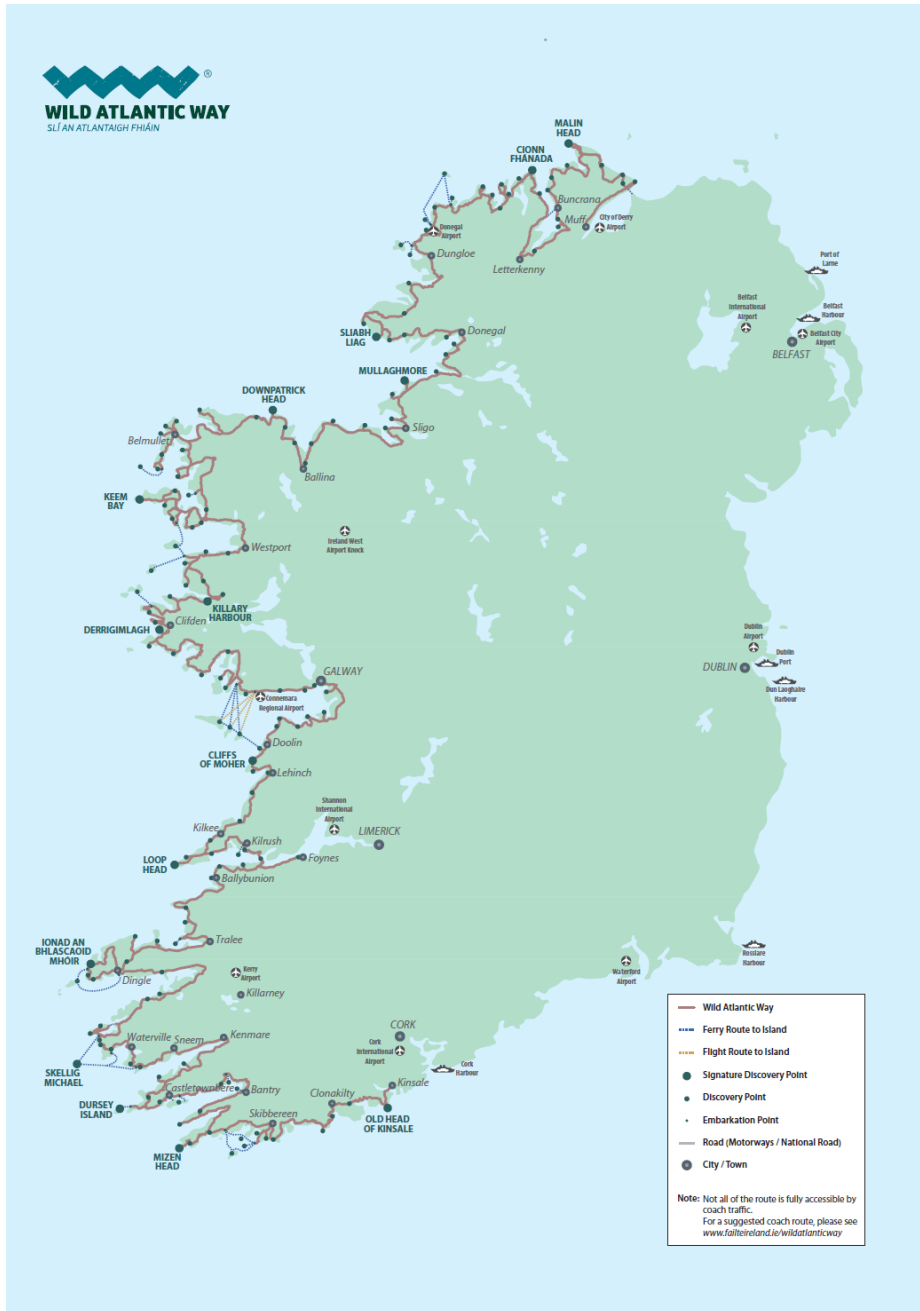 ®
WILD ATLANTIC WAY
SLÍ AN ATLANTAIGH FHIÁIN
MALIN
HEAD
CIONN
FHÁNADA
Buncrana
Muff
City of Derry
Airport
Donegal
Airport
Dungloe
Letterkenny
Port of
Larne
Belfast
International
Airport
Belfast
Harbour
Belfast City
Airport
BELFAST
SLIABH
LIAG
Donegal
MULLAGHMORE
DOWNPATRICK
HEAD
Belmullet
Sligo
Ballina
KEEM
BAY
Ireland West
Airport Knock
Westport
KILLARY
HARBOUR
Clifden
DERRIGIMLAGH
Dublin
Airport
Dublin
Port
DUBLIN
Dun Laoghaire
Harbour
GALWAY
Connemara
Regional Airport
Doolin
CLIFFS
OF MOHER
Lehinch
Shannon
International
Airport
Kilkee
Kilrush
LIMERICK
LOOP
HEAD
Foynes
Ballybunion
Tralee
IONAD AN
BHLASCAOID
MHÓIR
Dingle
Kerry
Airport
Killarney
Waterford
Airport
Rosslare
Harbour
Waterville
Sneem
Kenmare
CORK
Cork
International
Airport
Cork
Harbour
SKELLIG
MICHAEL
Castletownbere
Bantry
Clonakilty
Kinsale
DURSEY
ISLAND
Skibbereen
OLD HEAD
OF KINSALE
MIZEN
HEAD
Wild Atlantic Way
Ferry Route to Island
Flight Route to Island
Signature Discovery Point
Discovery Point
Embarkation Point
Road (Motorways / National Road)
City / Town
Note: Not all of the route is fully accessible by
coach traffic.
For a suggested coach route, please see
www.failteireland.ie/wildatlanticway